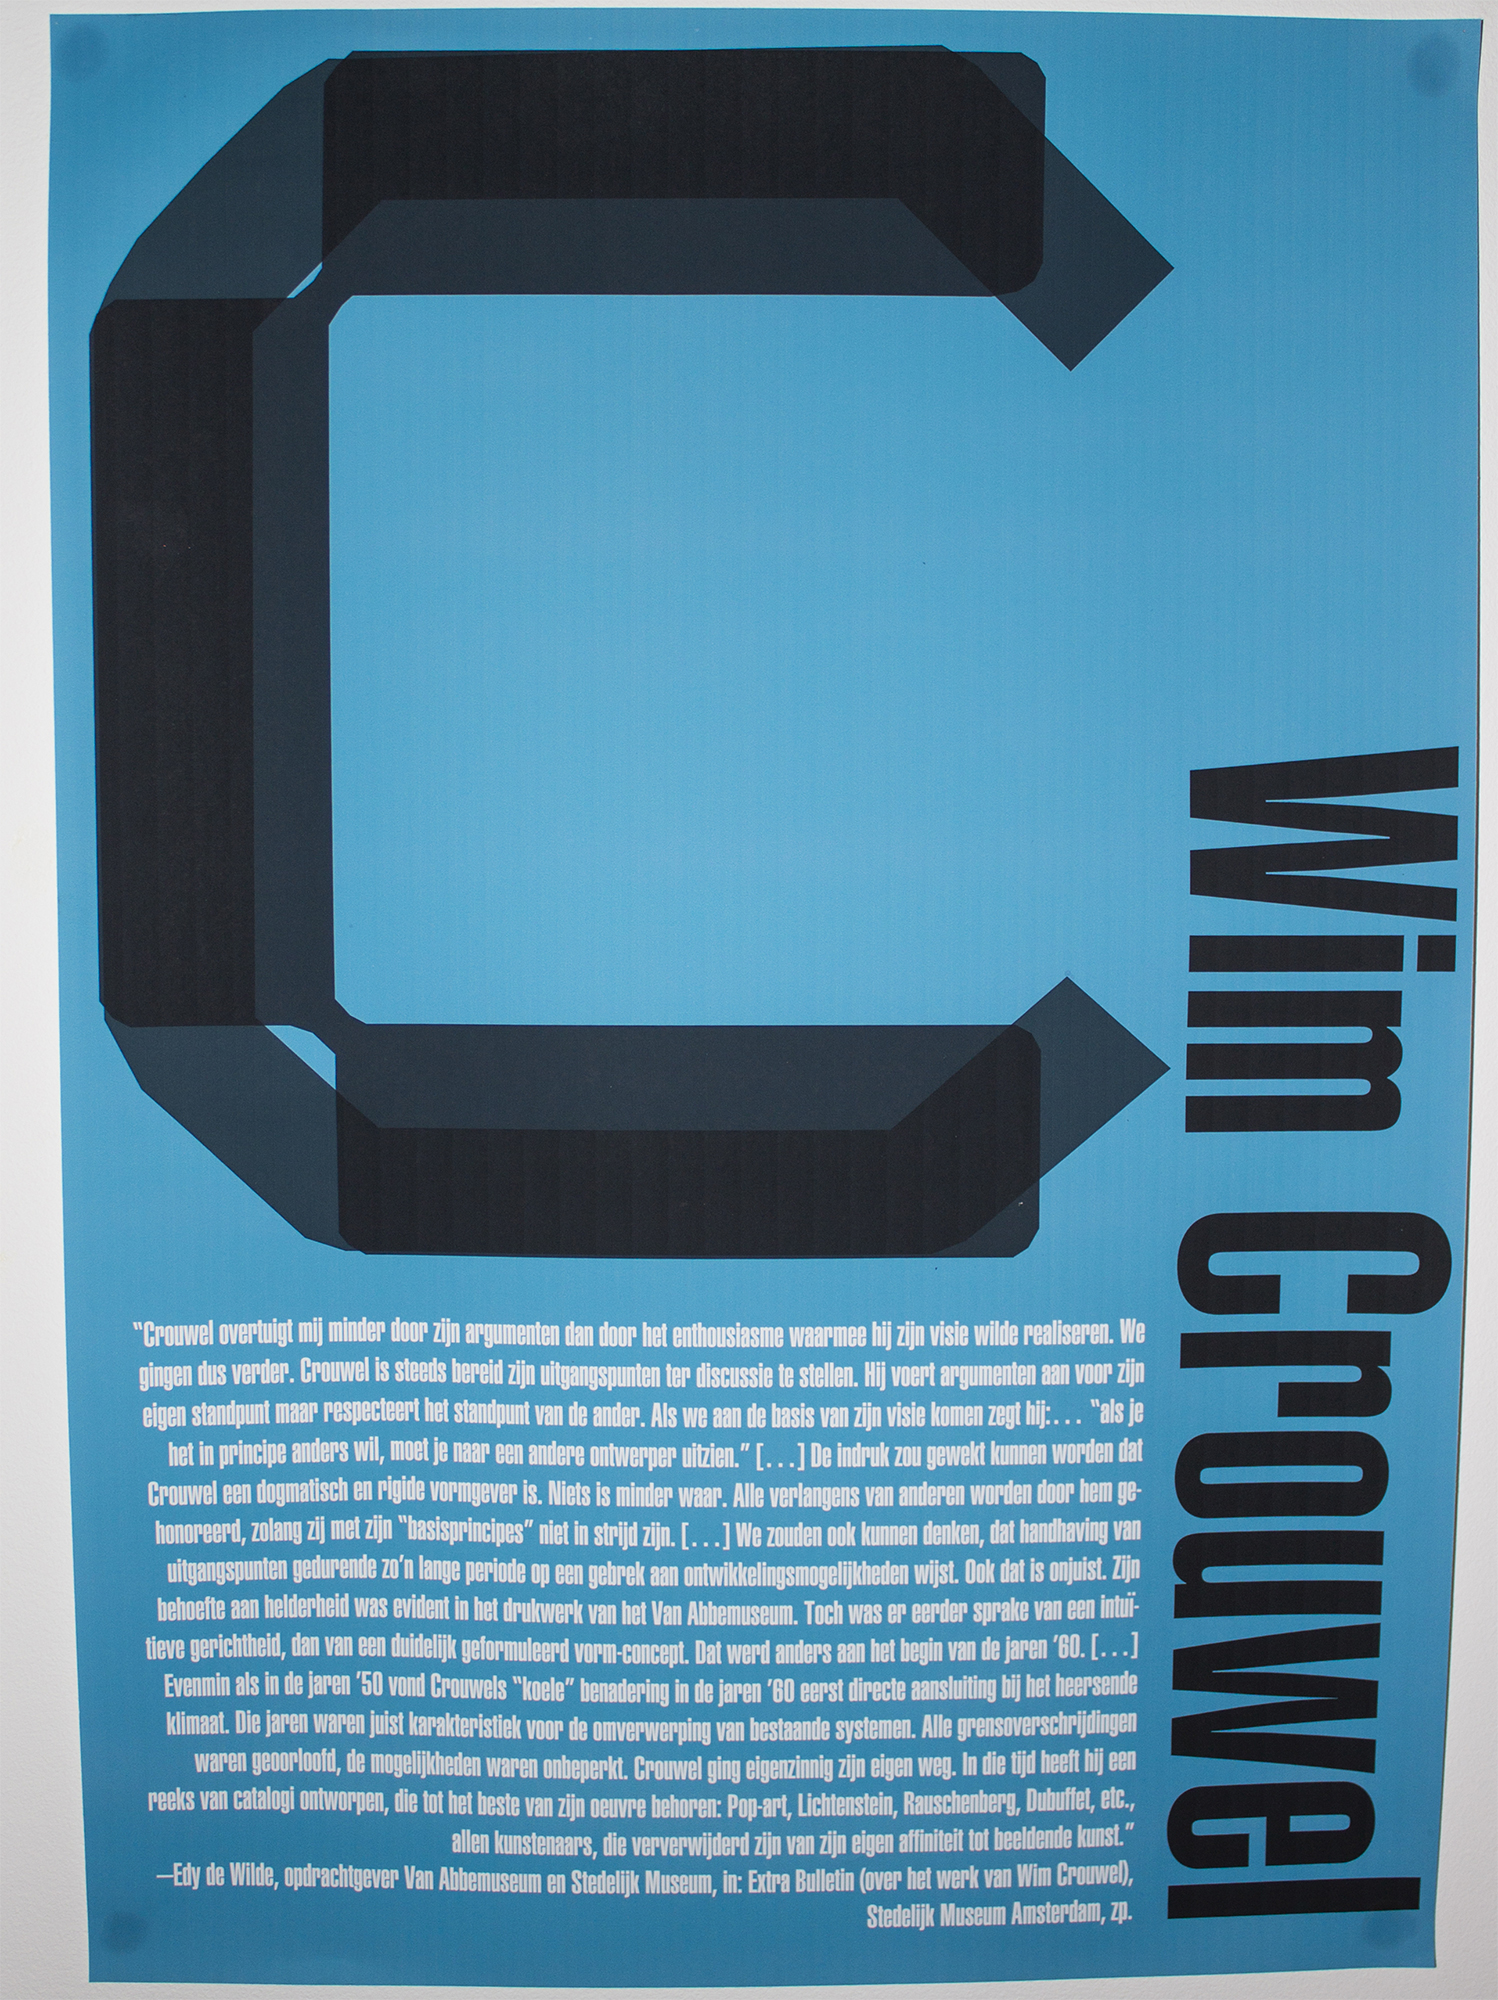 C
Wim Crouwel
“Crouwel overtuigt mij minder door zijn argumenten dan door het enthousiasme waarmee hij zijn visie wilde realiseren. We
gingen dus verder. Crouwel is steeds bereid zijn uitgangspunten ter discussie te stellen. Hij voert argumenten aan voor zijn
eigen standpunt maar respecteert het standpunt van de ander. Als we aan de basis van zijn visie komen zegt hij:... “als je
het in principe anders wil, moet je naar een andere ontwerper uitzien.” [...] De indruk zou gewekt kunnen worden dat
Crouwel een dogmatisch en rigide vormgever is. Niets is minder waar. Alle verlangens van anderen worden door hem ge-
honoreerd, zolang zij met zijn “basisprincipes” niet in strijd zijn. [...] We zouden ook kunnen denken, dat handhaving van
uitgangspunten gedurende zo’n lange periode op een gebrek aan ontwikkelingsmogelijkheden wijst. Ook dat is onjuist. Zijn
behoefte aan helderheid was evident in het drukwerk van het Van Abbemuseum. Toch was er eerder sprake van een intuï-
tieve gerichtheid, dan van een duidelijk geformuleerd vorm-concept. Dat werd anders aan het begin van de jaren ’60. [...]
Evenmin als in de jaren ’50 vond Crouwels “koele” benadering in de jaren ’60 eerst directe aansluiting bij het heersende
klimaat. Die jaren waren juist karakteristiek voor de omverwerping van bestaande systemen. Alle grensoverschrijdingen
waren geoorloofd, de mogelijkheden waren onbeperkt. Crouwel ging eigenzinnig zijn eigen weg. In die tijd heeft hij een
reeks van catalogi ontworpen, die tot het beste van zijn oeuvre behoren: Pop-art, Lichtenstein, Rauschenberg, Dubuffet, etc.,
allen kunstenaars, die ververwijderd zijn van zijn eigen affiniteit tot beeldende kunst.”
—Edy de Wilde, opdrachtgever Van Abbemuseum en Stedelijk Museum, in: Extra Bulletin (over het werk van Wim Crouwel),
Stedelijk Museum Amsterdam, zp.